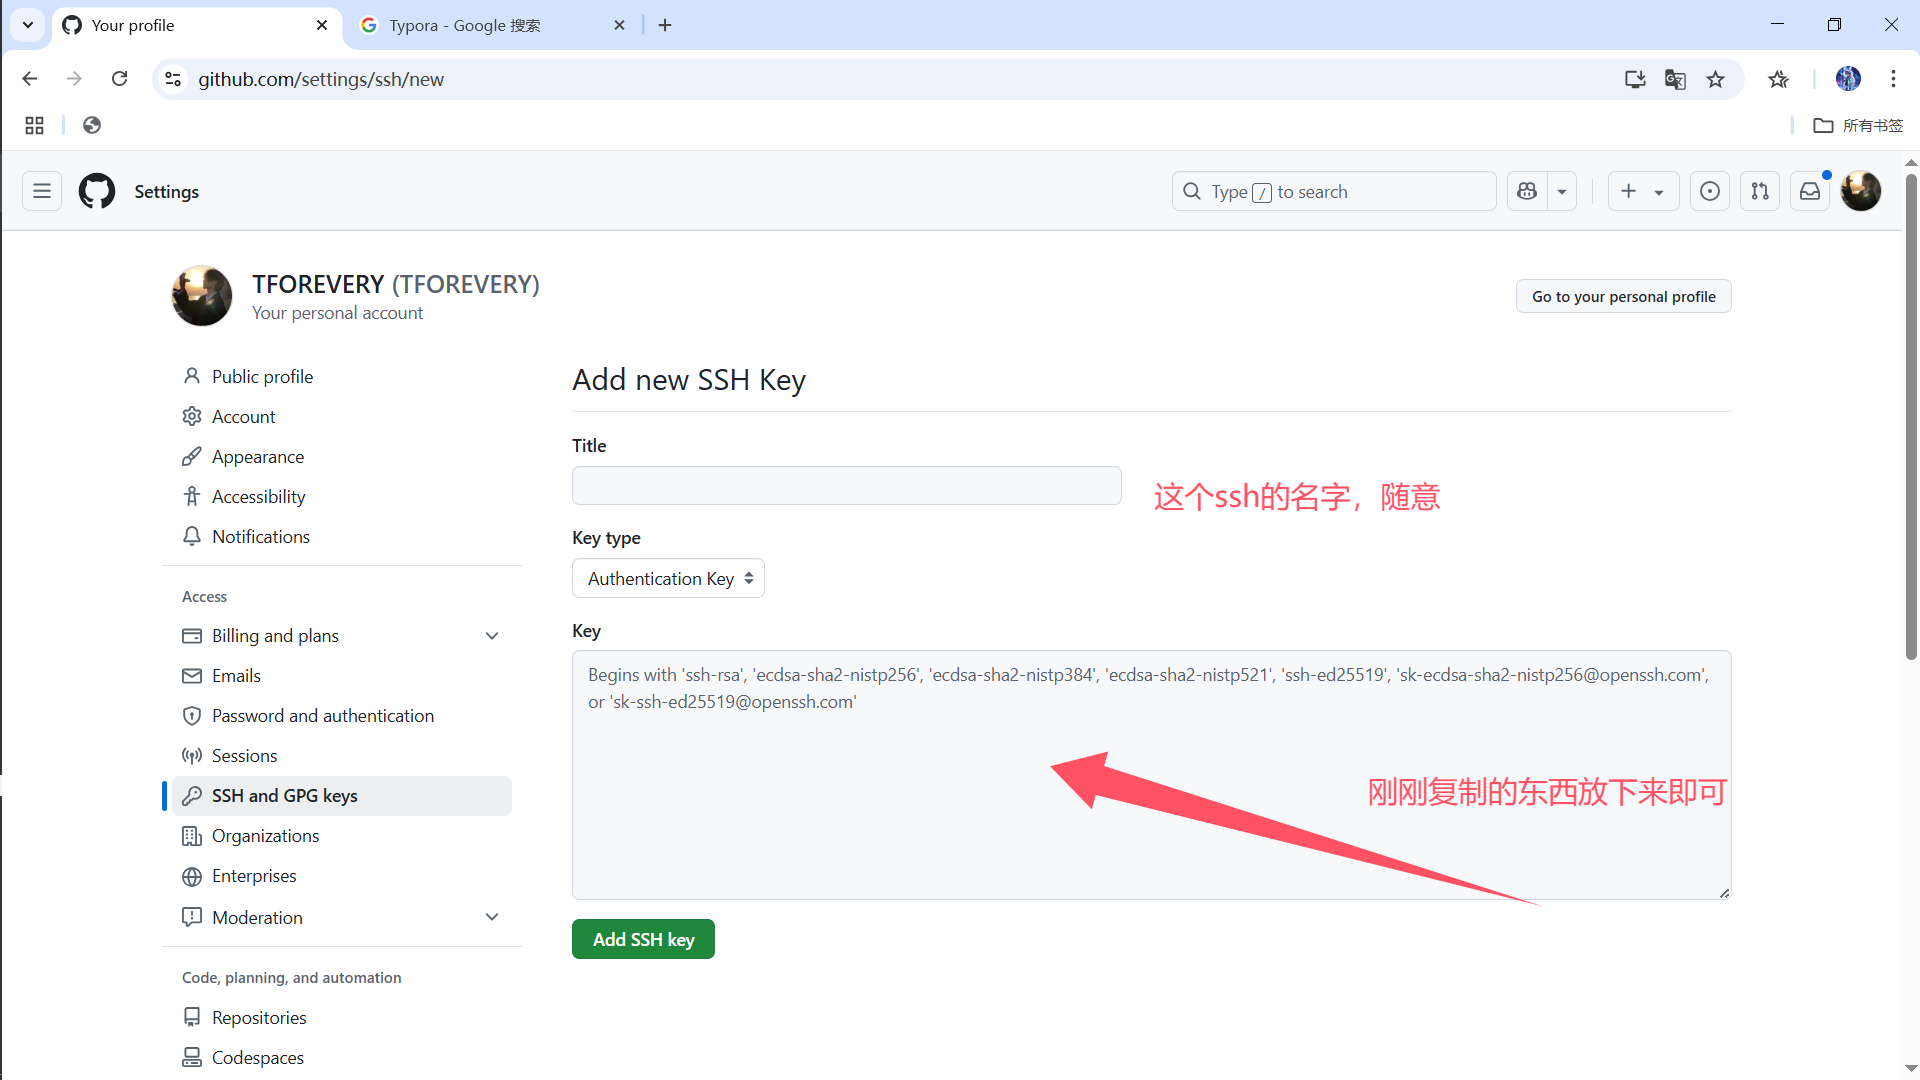 Your profile
Typora - Google 搜索
github.com/settings/ssh/new
所有书签
Settings
Type / to search
TFOREVERY (TFOREVERY)
Your personal account
Go to your personal profile
Public profile
Account
Appearance
Accessibility
Notifications
Access
Billing and plans
Emails
Password and authentication
Sessions
SSH and GPG keys
Organizations
Enterprises
Moderation
Code, planning, and automation
Repositories
Codespaces
Add new SSH Key
Title
这个ssh的名字，随意
Key type
Authentication Key
Key
Begins with 'ssh-rsa', 'ecdsa-sha2-nistp256', 'ecdsa-sha2-nistp384', 'ecdsa-sha2-nistp521', 'ssh-ed25519', 'sk-ecdsa-sha2-nistp256@openssh.com',
or 'sk-ssh-ed25519@openssh.com'
刚刚复制的东西放下来即可
Add SSH key